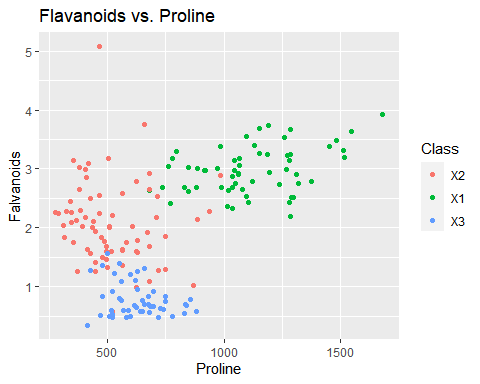 Flavanoids vs. Proline
Falvanoids
5
4
3
2
1
500
1000
1500
Proline
Class
X2
X1
X3